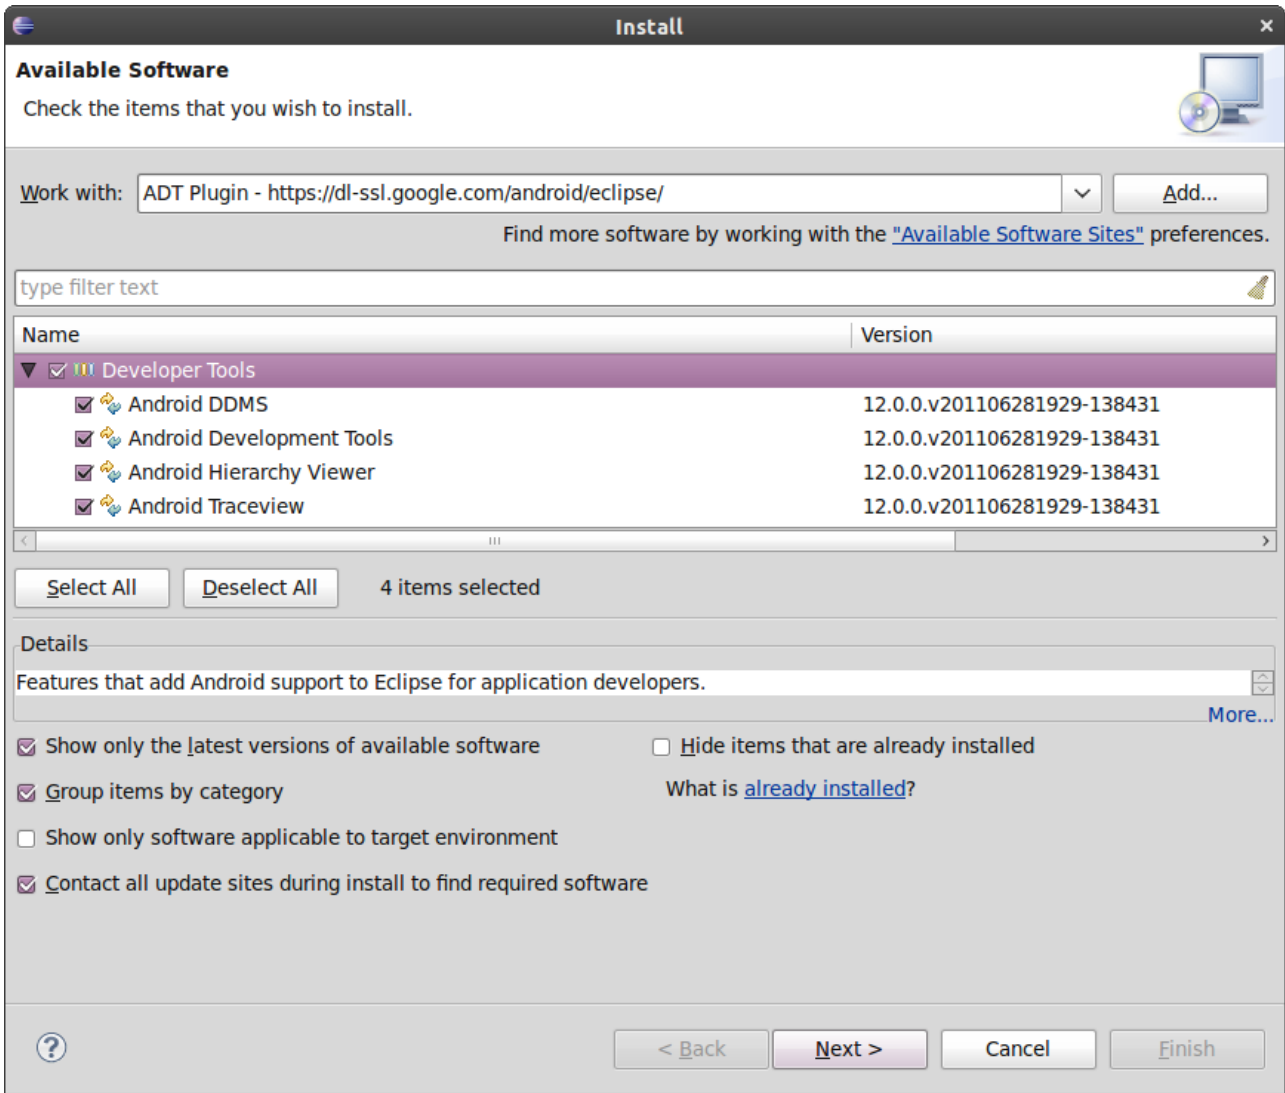 Install
Available Software
Check the items that you wish to install.
Work with: ADT Plugin - https://dl-ssl.google.com/android/eclipse/ Add...
Find more software by working with the "Available Software Sites" preferences.
type filter text
Name Version
Developer Tools
Android DDMS 12.0.0.v201106281929-138431
Android Development Tools 12.0.0.v201106281929-138431
Android Hierarchy Viewer 12.0.0.v201106281929-138431
Android Traceview 12.0.0.v201106281929-138431
Select All Deselect All 4 items selected
Details
Features that add Android support to Eclipse for application developers.
More...
Show only the latest versions of available software Hide items that are already installed
Group items by category What is already installed?
Show only software applicable to target environment
Contact all update sites during install to find required software
? < Back Next > Cancel Finish